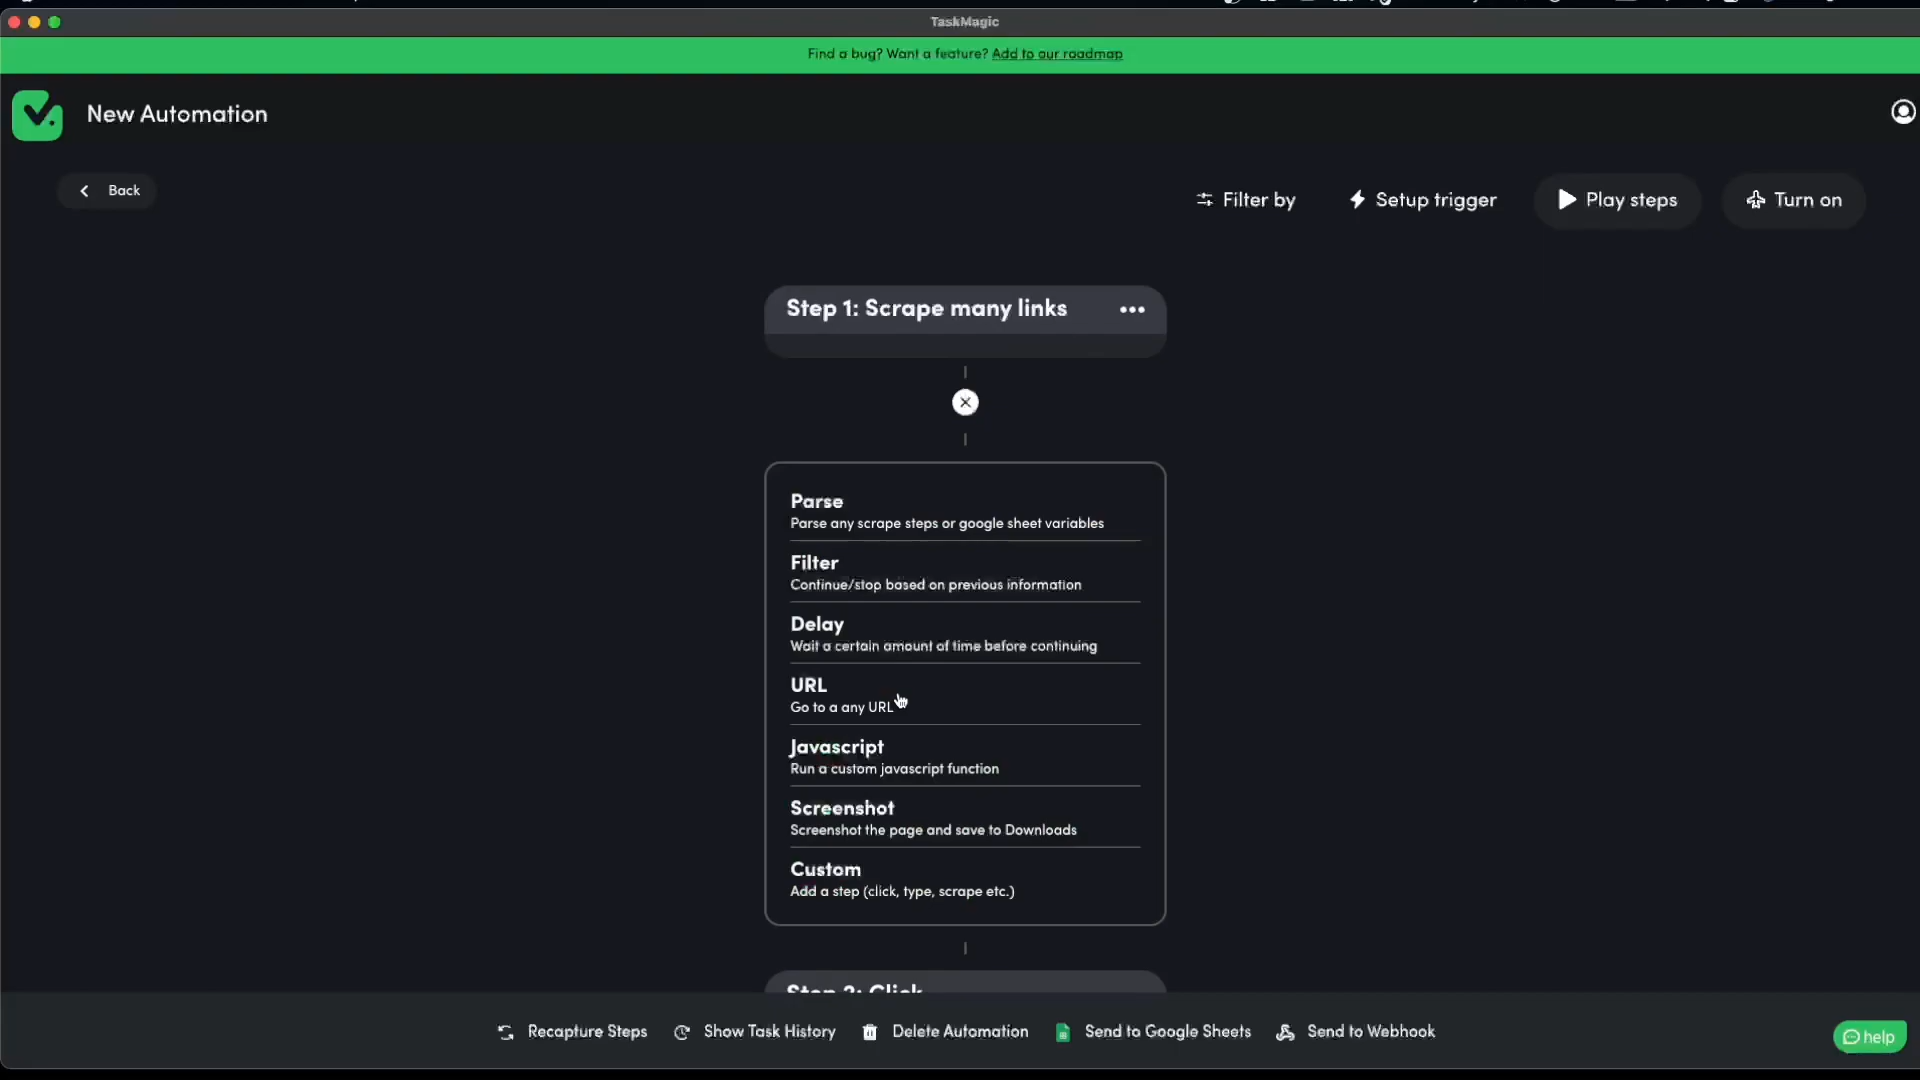 TaskMagic
Find a bug? Want a feature? Add to our roadmap
New Automation
Back
Filter by
Setup trigger
Play steps
Turn on
Step 1: Scrape many links
Parse
Parse any scrape steps or google sheet variables
Filter
Continue/stop based on previous information
Delay
Wait a certain amount of time before continuing
URL
Go to a any URL
Javascript
Run a custom javascript function
Screenshot
Screenshot the page and save to Downloads
Custom
Add a step (click, type, scrape etc.)
Step 2: Click
Recapture Steps
Show Task History
Delete Automation
Send to Google Sheets
Send to Webhook
help